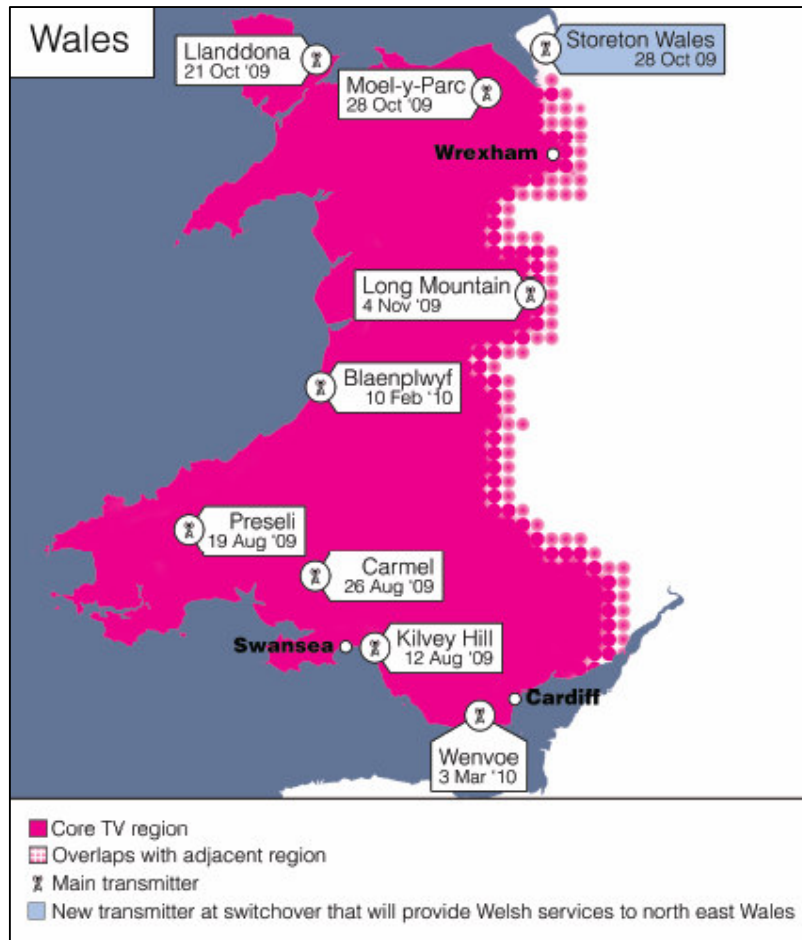 Wales
Llanddona
21 Oct '09
Storeton Wales
28 Oct 09
Moel-y-Parc
28 Oct '09
Wrexham
Long Mountain
4 Nov '09
Blaenplwyf
10 Feb '10
Preseli
19 Aug '09
Carmel
26 Aug '09
Swansea
Kilvey Hill
12 Aug '09
Cardiff
Wenvoe
3 Mar '10
Core TV region
Overlaps with adjacent region
Main transmitter
New transmitter at switchover that will provide Welsh services to north east Wales